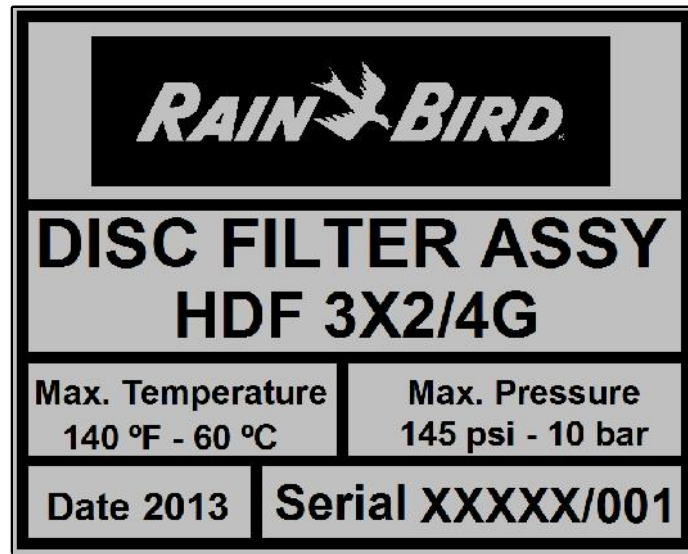 RAIN BIRD
DISC FILTER ASSY
HDF 3X2/4G
Max. Temperature
140 ºF - 60 ºC
Max. Pressure
145 psi - 10 bar
Date 2013
Serial XXXXX/001